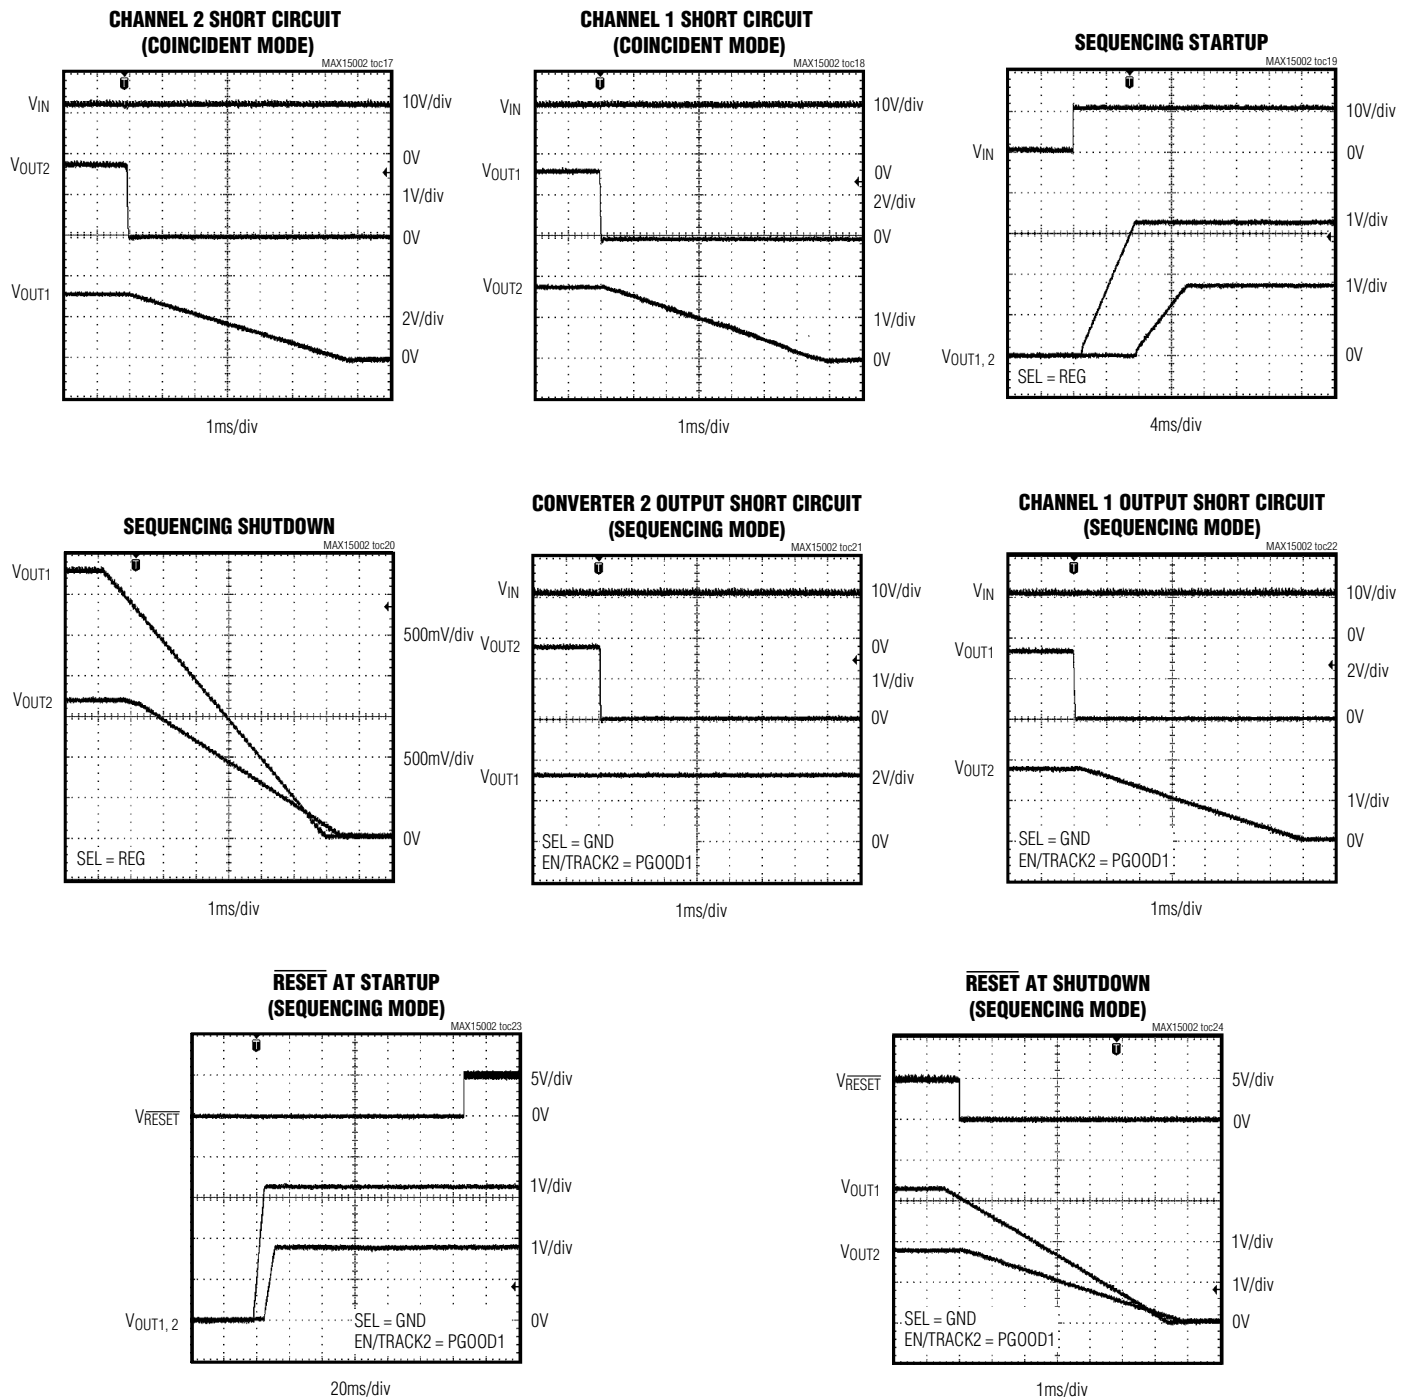 CHANNEL 2 SHORT CIRCUIT
(COINCIDENT MODE)
MAX15002 toc17
VIN
10V/div
0V
VOUT2
1V/div
0V
VOUT1
2V/div
0V
1ms/div
CHANNEL 1 SHORT CIRCUIT
(COINCIDENT MODE)
MAX15002 toc18
VIN
10V/div
VOUT1
0V
2V/div
0V
VOUT2
1V/div
0V
1ms/div
SEQUENCING STARTUP
MAX15002 toc19
10V/div
VIN
0V
1V/div
1V/div
VOUT1, 2
0V
SEL = REG
4ms/div
SEQUENCING SHUTDOWN
MAX15002 toc20
VOUT1
500mV/div
VOUT2
500mV/div
0V
SEL = REG
1ms/div
CONVERTER 2 OUTPUT SHORT CIRCUIT
(SEQUENCING MODE)
MAX15002 toc21
VIN
10V/div
VOUT2
0V
1V/div
0V
VOUT1
2V/div
SEL = GND
0V
EN/TRACK2 = PGOOD1
1ms/div
CHANNEL 1 OUTPUT SHORT CIRCUIT
(SEQUENCING MODE)
MAX15002 toc22
VIN
10V/div
0V
VOUT1
2V/div
0V
VOUT2
1V/div
SEL = GND
0V
EN/TRACK2 = PGOOD1
1ms/div
RESET AT STARTUP
(SEQUENCING MODE)
MAX15002 toc23
5V/div
VRESET
0V
1V/div
1V/div
VOUT1, 2
SEL = GND
0V
EN/TRACK2 = PGOOD1
20ms/div
RESET AT SHUTDOWN
(SEQUENCING MODE)
MAX15002 toc24
VRESET
5V/div
0V
VOUT1
VOUT2
1V/div
1V/div
SEL = GND
0V
EN/TRACK2 = PGOOD1
1ms/div